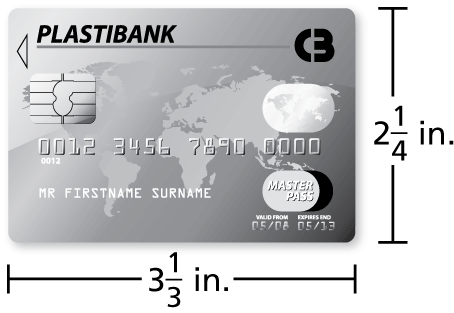 PLASTIBANK
CB
2 1/4 in.
0012 3456 7890 0000
0012
MR FIRSTNAME SURNAME
MASTER
PASS
VALID FROM EXPIRES END
05/08 05/13
3 1/3 in.